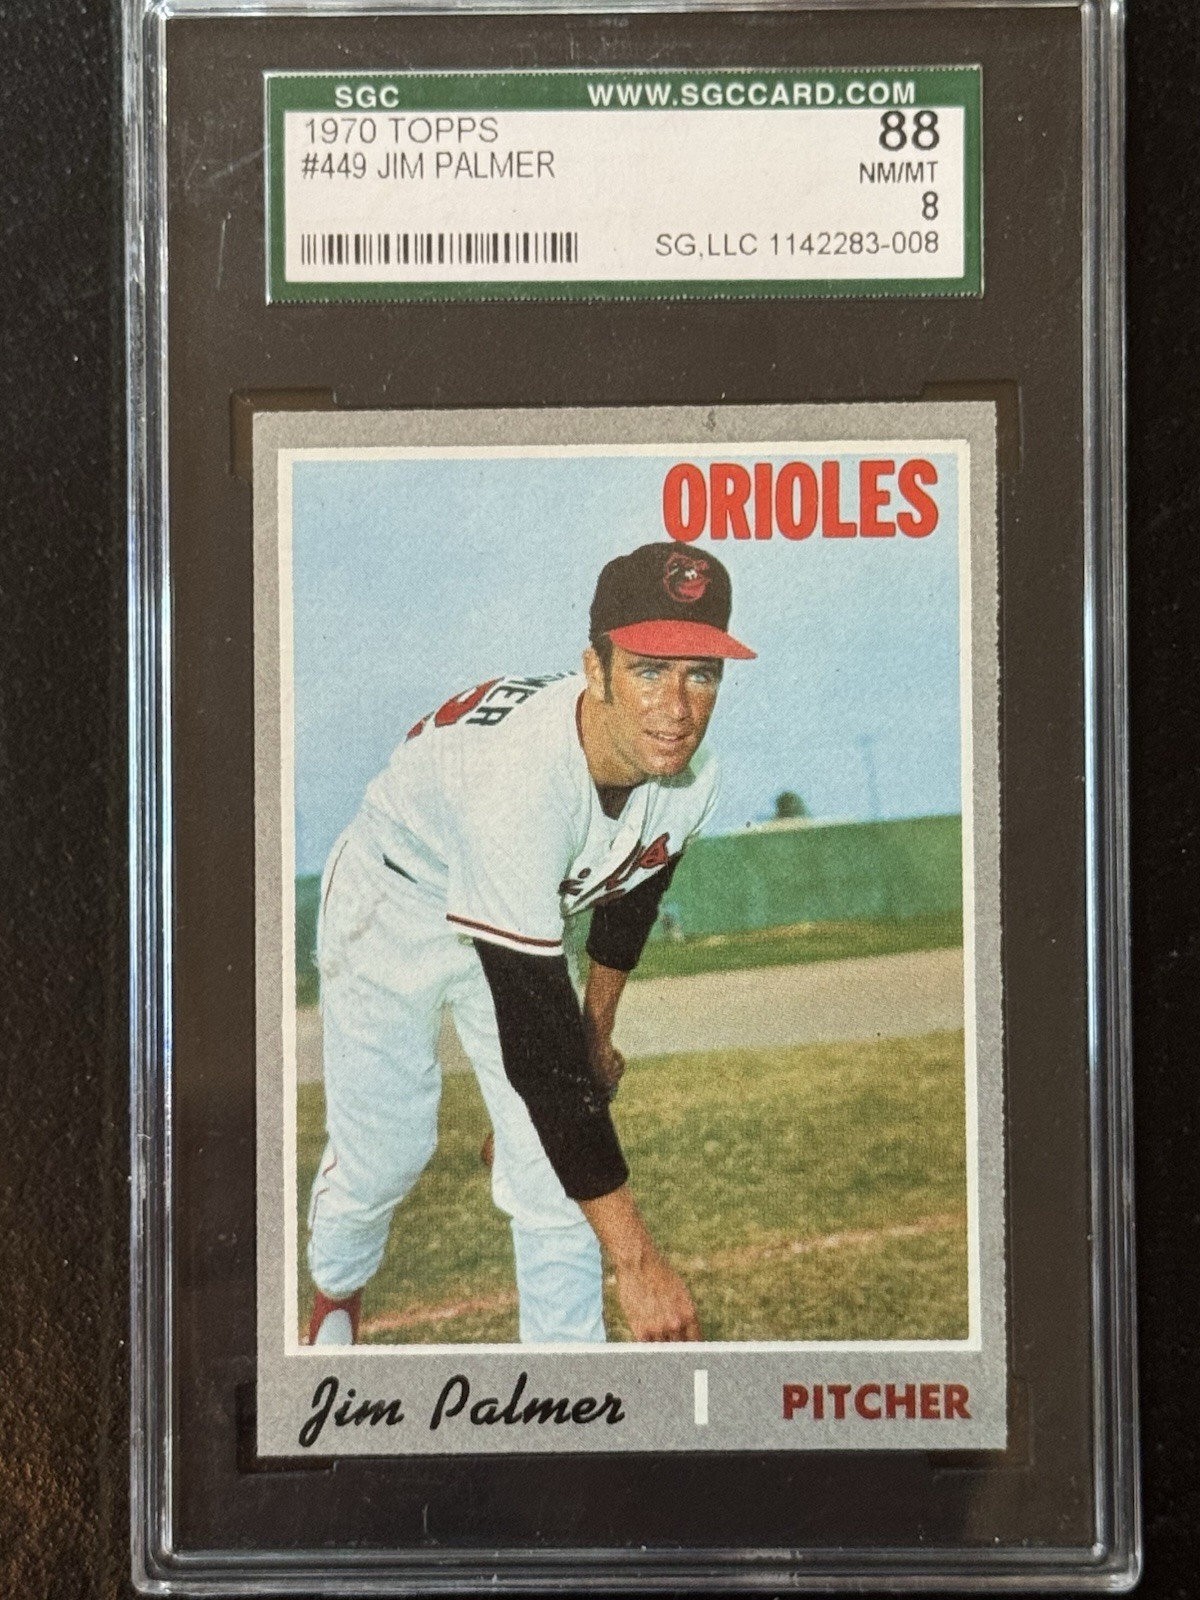 SGC WWW.SGCCARD.COM
1970 TOPPS 88
#449 JIM PALMER NM/MT
8
SG,LLC 1142283-008
ORIOLES
Jim Palmer PITCHER